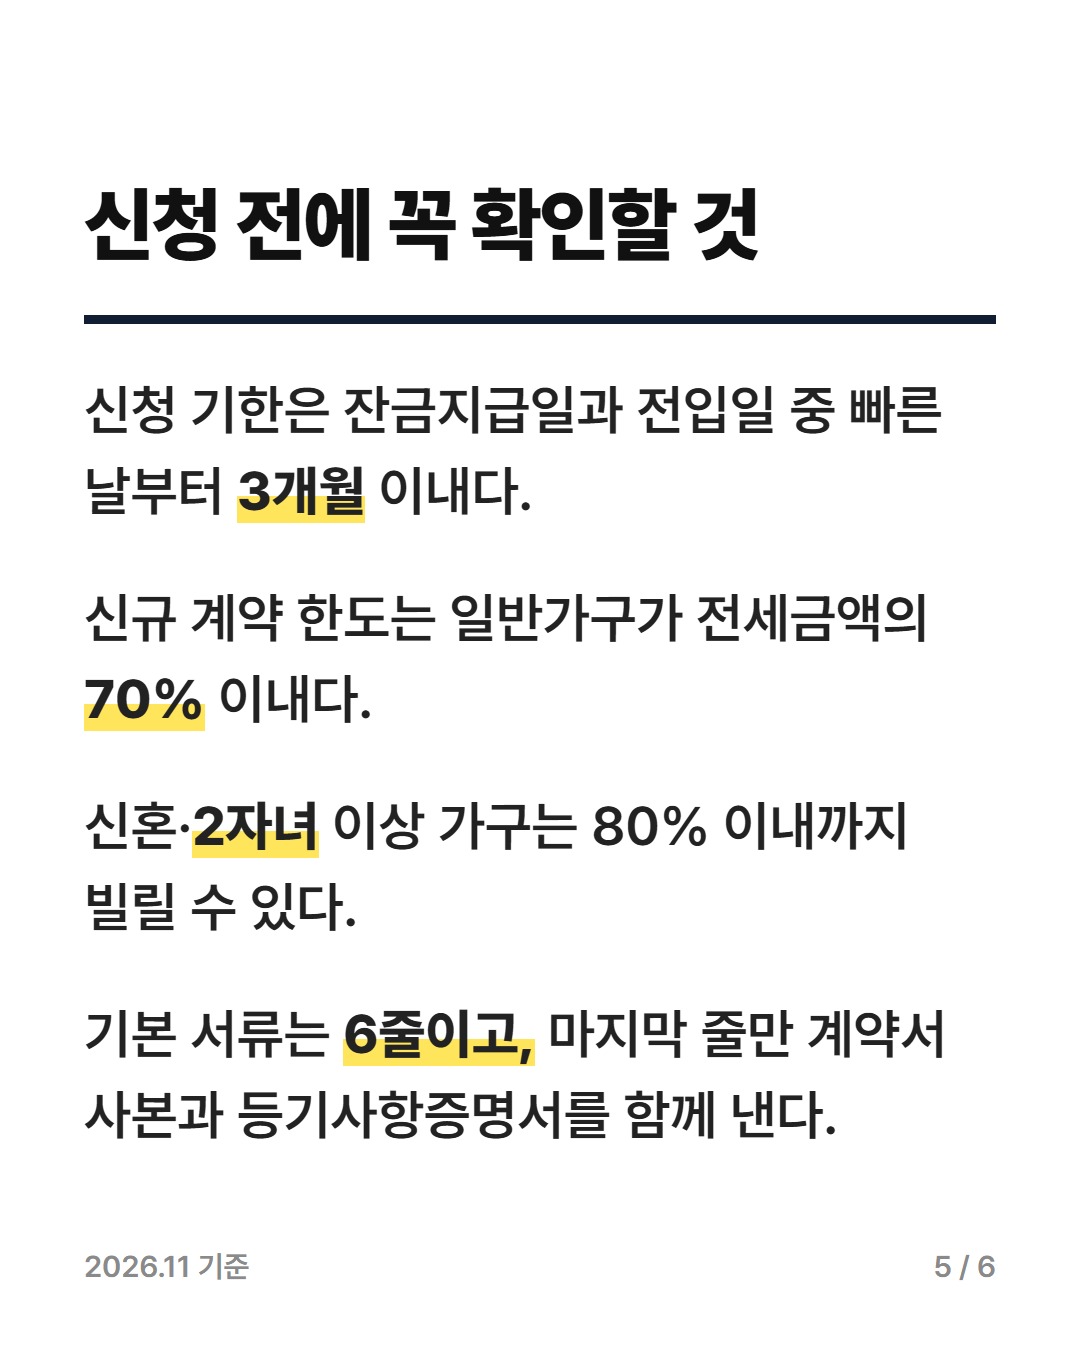 신청 전에 꼭 확인할 것
신청 기한은 잔금지급일과 전입일 중 빠른
날부터 3개월 이내다.
신규 계약 한도는 일반가구가 전세금액의
70% 이내다.
신혼·2자녀 이상 가구는 80% 이내까지
빌릴 수 있다.
기본 서류는 6줄이고, 마지막 줄만 계약서
사본과 등기사항증명서를 함께 낸다.
2026.11 기준
5 / 6